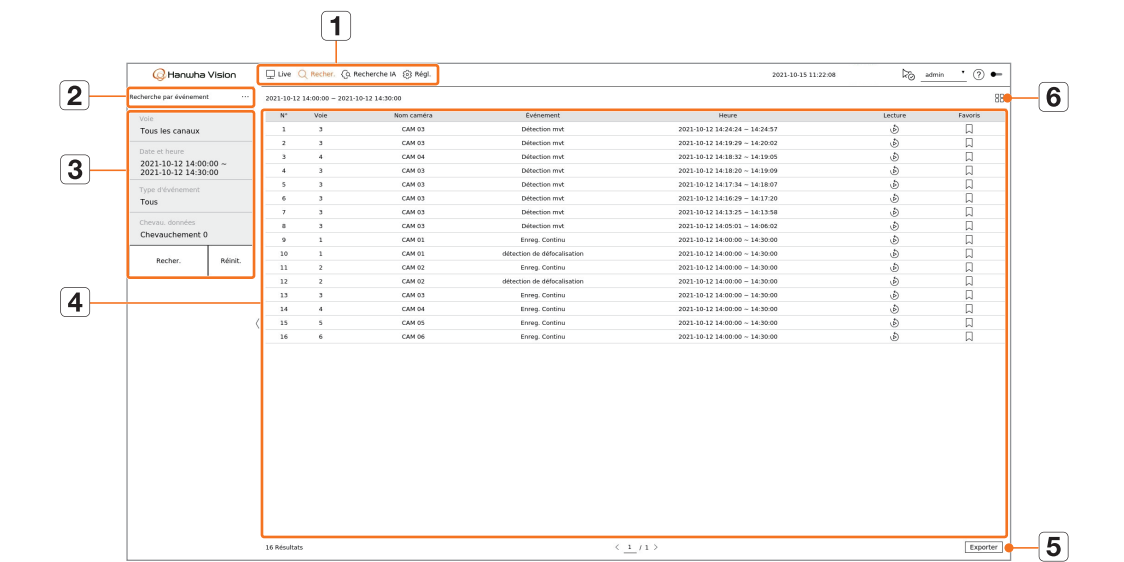 1
Hanwha Vision
Live Recher. Recherche IA Régl. 2021-10-15 11:22:08 admin ?
2
Recherche par événement ...
2021-10-12 14:00:00 ~ 2021-10-12 14:30:00
6
3
Voie
Tous les canaux
Date et heure
2021-10-12 14:00:00 ~
2021-10-12 14:30:00
Type d'événement
Tous
Chevau. données
Chevauchement 0
Recher. Réinit.
4
N° Voie Nom caméra Événement Heure Lecture Favoris
1 3 CAM 03 Détection mvt 2021-10-12 14:24:24 ~ 14:24:57
2 3 CAM 03 Détection mvt 2021-10-12 14:19:29 ~ 14:20:02
3 4 CAM 04 Détection mvt 2021-10-12 14:18:32 ~ 14:19:05
4 3 CAM 03 Détection mvt 2021-10-12 14:18:20 ~ 14:19:09
5 3 CAM 03 Détection mvt 2021-10-12 14:17:34 ~ 14:18:07
6 3 CAM 03 Détection mvt 2021-10-12 14:16:29 ~ 14:17:20
7 3 CAM 03 Détection mvt 2021-10-12 14:13:25 ~ 14:13:58
8 3 CAM 03 Détection mvt 2021-10-12 14:05:01 ~ 14:06:02
9 1 CAM 01 Enreg. Continu 2021-10-12 14:00:00 ~ 14:30:00
10 1 CAM 01 détection de défocalisation 2021-10-12 14:00:00 ~ 14:30:00
11 2 CAM 02 Enreg. Continu 2021-10-12 14:00:00 ~ 14:30:00
12 2 CAM 02 détection de défocalisation 2021-10-12 14:00:00 ~ 14:30:00
13 3 CAM 03 Enreg. Continu 2021-10-12 14:00:00 ~ 14:30:00
14 4 CAM 04 Enreg. Continu 2021-10-12 14:00:00 ~ 14:30:00
15 5 CAM 05 Enreg. Continu 2021-10-12 14:00:00 ~ 14:30:00
16 6 CAM 06 Enreg. Continu 2021-10-12 14:00:00 ~ 14:30:00
16 Résultats < 1 / 1 > Exporter
5